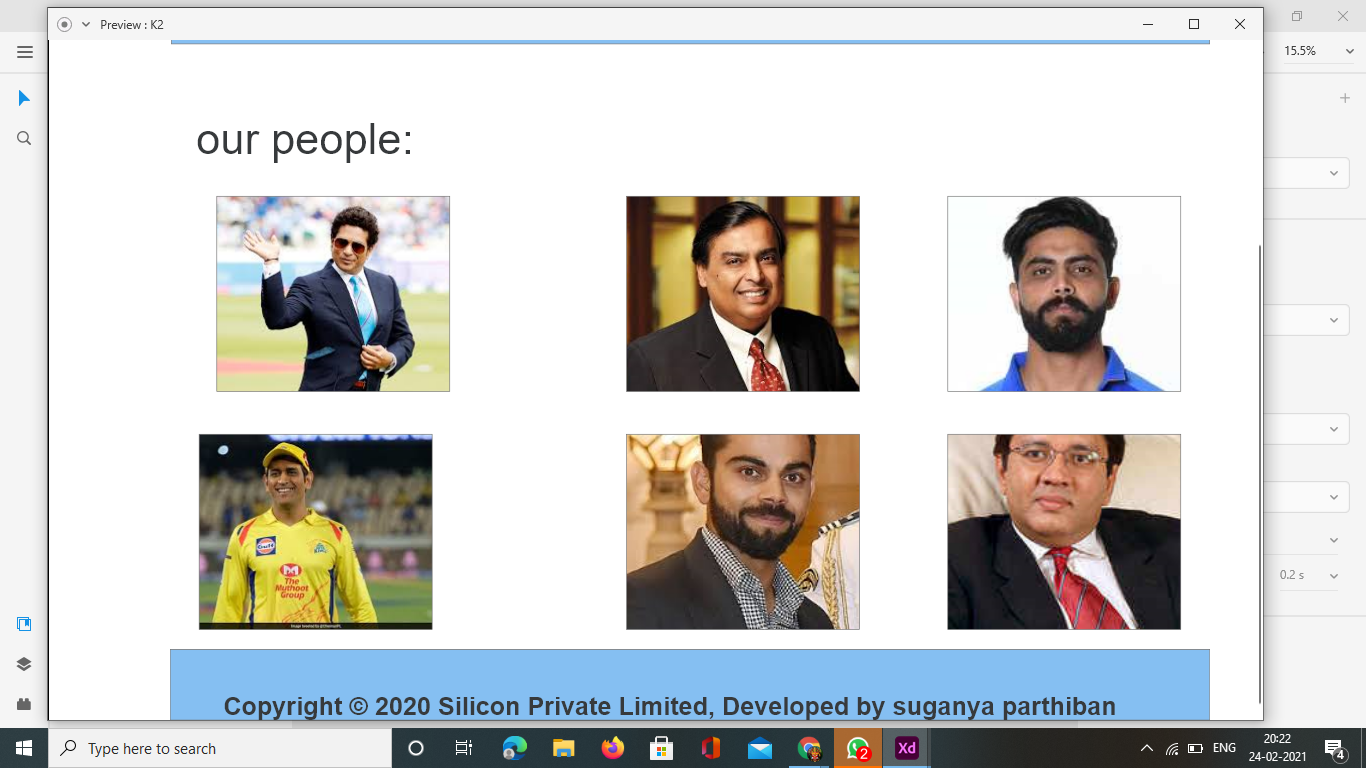 Preview : K2
15.5%
our people:
The
Muthoot
Group
Copyright © 2020 Silicon Private Limited, Developed by suganya parthiban
0.2 s
Type here to search
2
Xd
ENG
20:22
24-02-2021
4